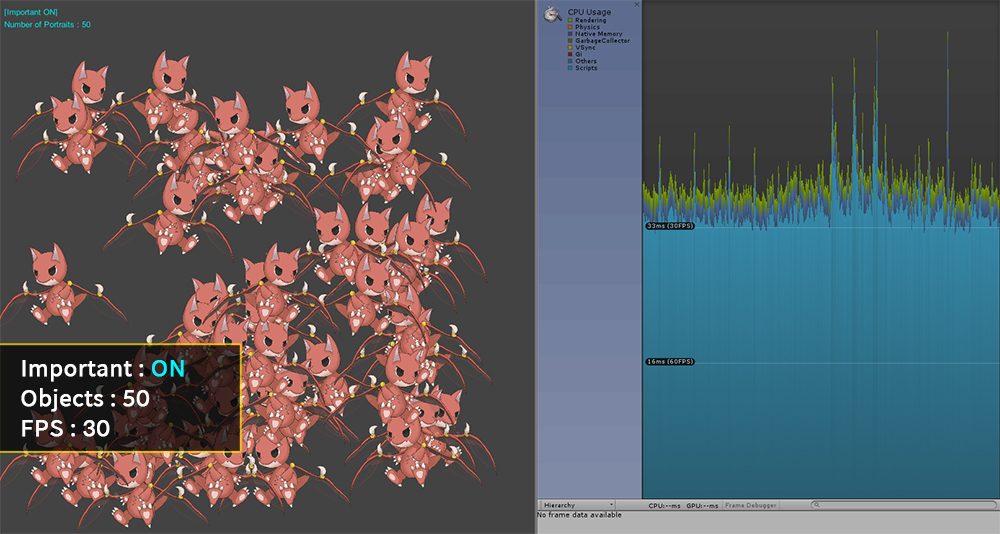 [Important ON]
Number of Portraits : 50
Important : ON
Objects : 50
FPS : 30
CPU Usage
Rendering
Physics
Native Memory
GarbageCollector
VSync
Gi
Others
Scripts
33ms (30FPS)
16ms (60FPS)
Hierarchy
CPU:--ms GPU:--ms Frame Debugger
No frame data available